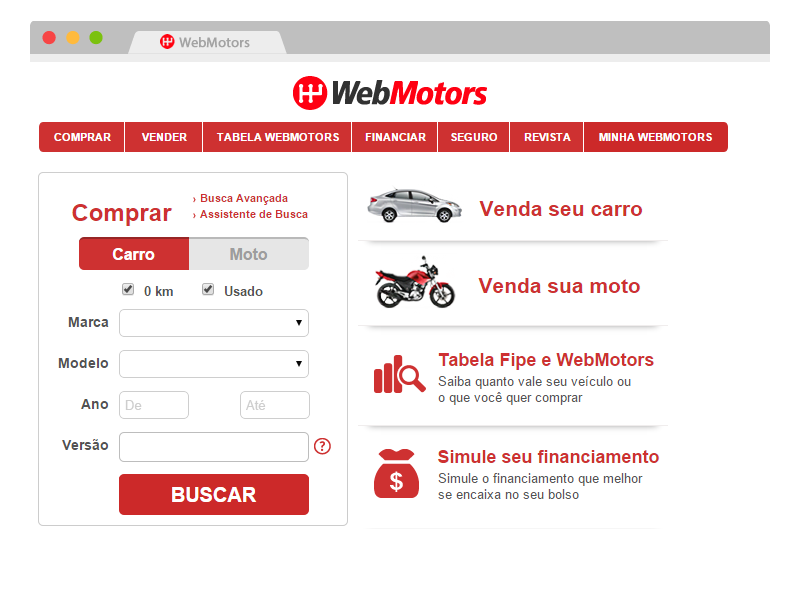 WebMotors
WebMotors
COMPRAR VENDER TABELA WEBMOTORS FINANCIAR SEGURO REVISTA MINHA WEBMOTORS
Comprar
› Busca Avançada
› Assistente de Busca
Carro Moto
0 km Usado
Marca
Modelo
Ano De Até
Versão ?
BUSCAR
Venda seu carro
Venda sua moto
Tabela Fipe e WebMotors
Saiba quanto vale seu veículo ou
o que você quer comprar
$
Simule seu financiamento
Simule o financiamento que melhor
se encaixa no seu bolso